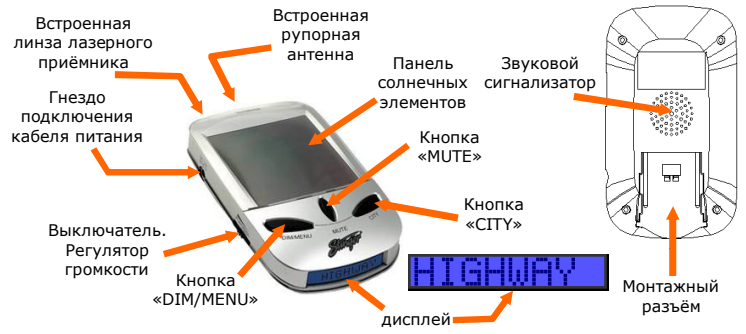 Встроенная
линза лазерного
приёмника
Встроенная
рупорная
антенна
Панель
солнечных
элементов
Звуковой
сигнализатор
Гнездо
подключения
кабеля питания
Кнопка
«MUTE»
Кнопка
«CITY»
Выключатель.
Регулятор
громкости
Кнопка
«DIM/MENU»
DIM/MENU
MUTE
CITY
Stinger
HIGHWAY
HIGHWAY
дисплей
Монтажный
разъём